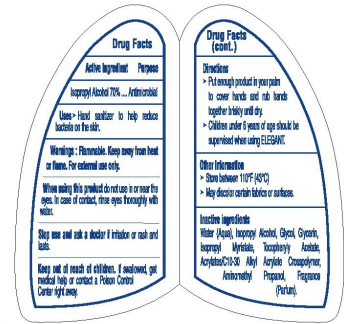 Drug Facts
Active Ingredient Purpose
Isopropyl Alcohol 70% .... Antimicrobial
Uses > Hand sanitizer to help reduce
bacteria on the skin.
Warnings : Flammable. Keep away from heat
or flame. For external use only.
When using this product do not use in or near the
eyes. In case of contact, rinse eyes thoroughly with
water.
Stop use and ask a doctor if irritation or rash and
lasts.
Keep out of reach of children. If swallowed, get
medical help or contact a Poison Control
Center right away.
Drug Facts
(cont.)
Directions
> Put enough product in your palm
to cover hands and rub hands
together briskly until dry.
> Children under 6 years of age should be
supervised when using ELEGANT.
Other Information
> Store between 110°F (43°C)
> May discolor certain fabrics or surfaces.
Inactive ingredients
Water (Aqua), Isopropy Alcohol, Glycol, Glycerin,
Isopropyl Myristate, Tocopheryty Acetade,
Acrylates/C10-30 Alkyl Acrylate Crosspolymer,
Aminomethyl Propanol, Fragrance
(Parfum).